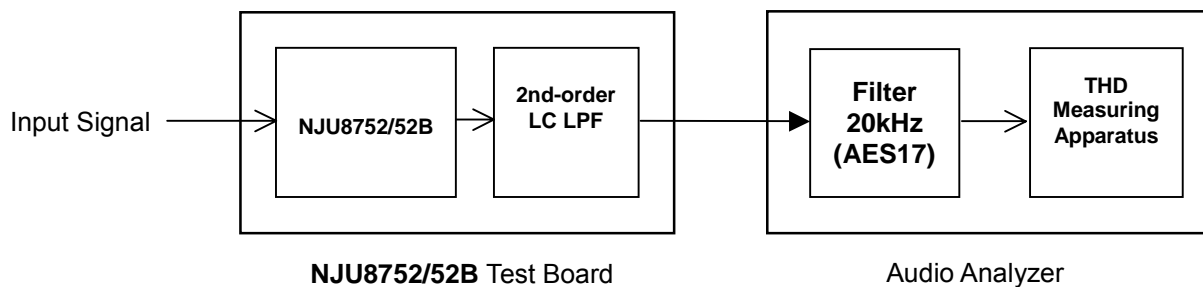 Input Signal
NJU8752/52B
2nd-order
LC LPF
Filter
20kHz
(AES17)
THD
Measuring
Apparatus
NJU8752/52B Test Board
Audio Analyzer